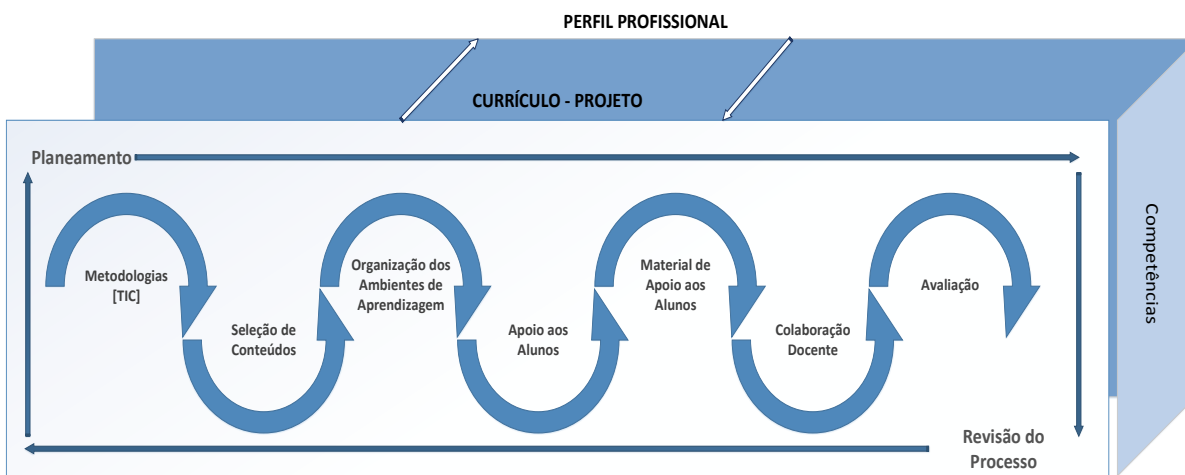 PERFIL PROFISSIONAL
CURRÍCULO - PROJETO
Planeamento
Metodologias
[TIC]
Seleção de
Conteúdos
Organização dos
Ambientes de
Aprendizagem
Apoio aos
Alunos
Material de
Apoio aos
Alunos
Colaboração
Docente
Avaliação
Competências
Revisão do
Processo